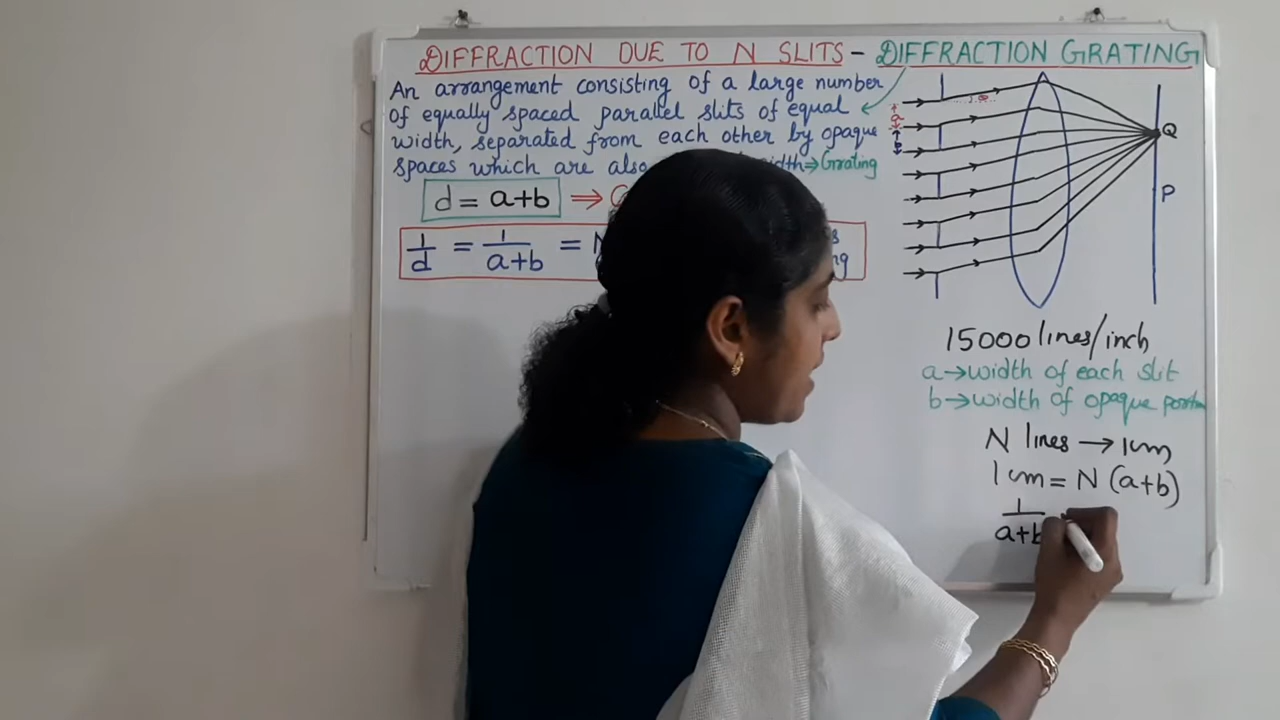 DIFFRACTION DUE TO N SLITS - DIFFRACTION GRATING
An arrangement consisting of a large number
of equally spaced parallel slits of equal
width, separated from each other by opaque
spaces which are also → Grating
d = a+b ⇒
1/d = 1/(a+b) = N
θ
a
b
Q
P
15000 lines/inch
a → width of each slit
b → width of opaque portion
N lines → 1cm
1 cm = N (a+b)
1/(a+b)